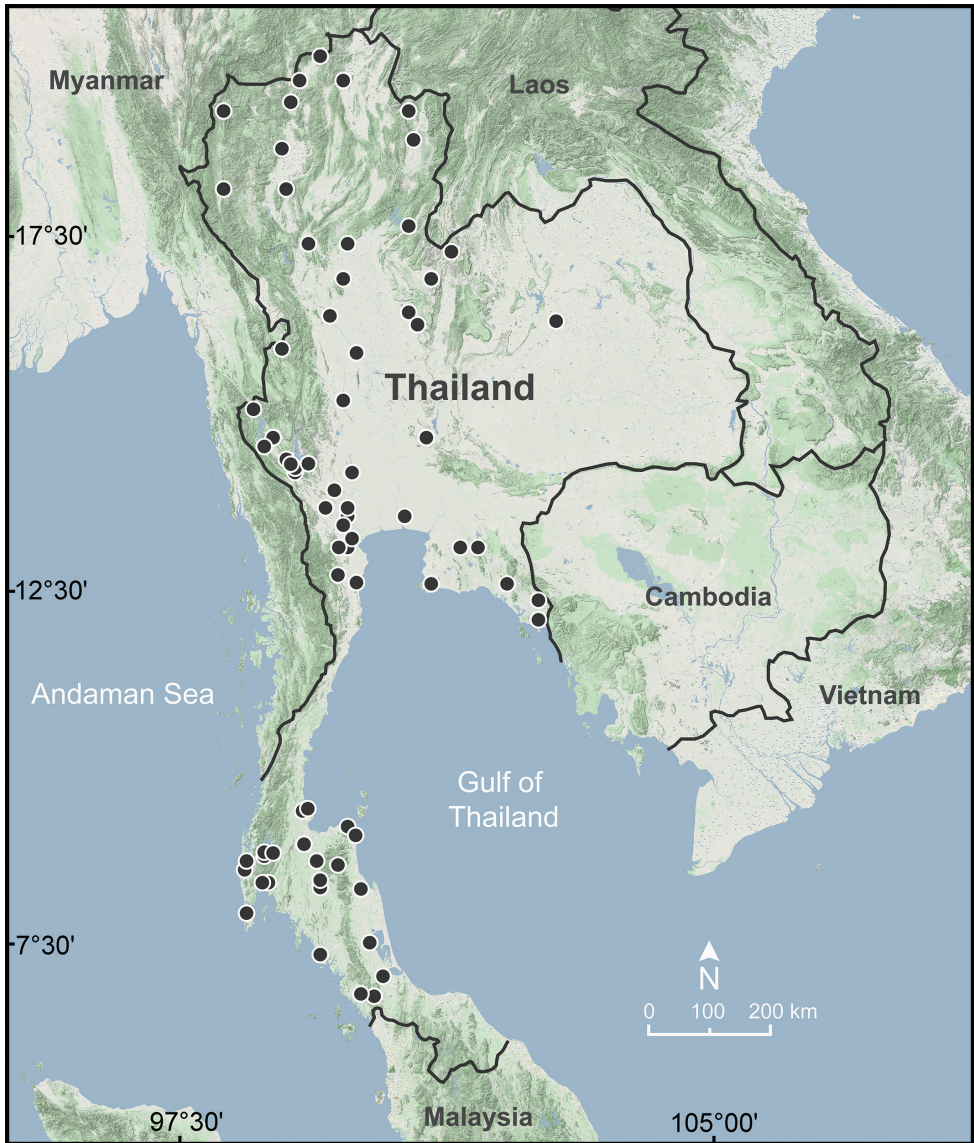 Myanmar
Laos
17°30'
Thailand
12°30'
Cambodia
Andaman Sea
Vietnam
Gulf of
Thailand
7°30'
N
0 100 200 km
97°30'
Malaysia
105°00'